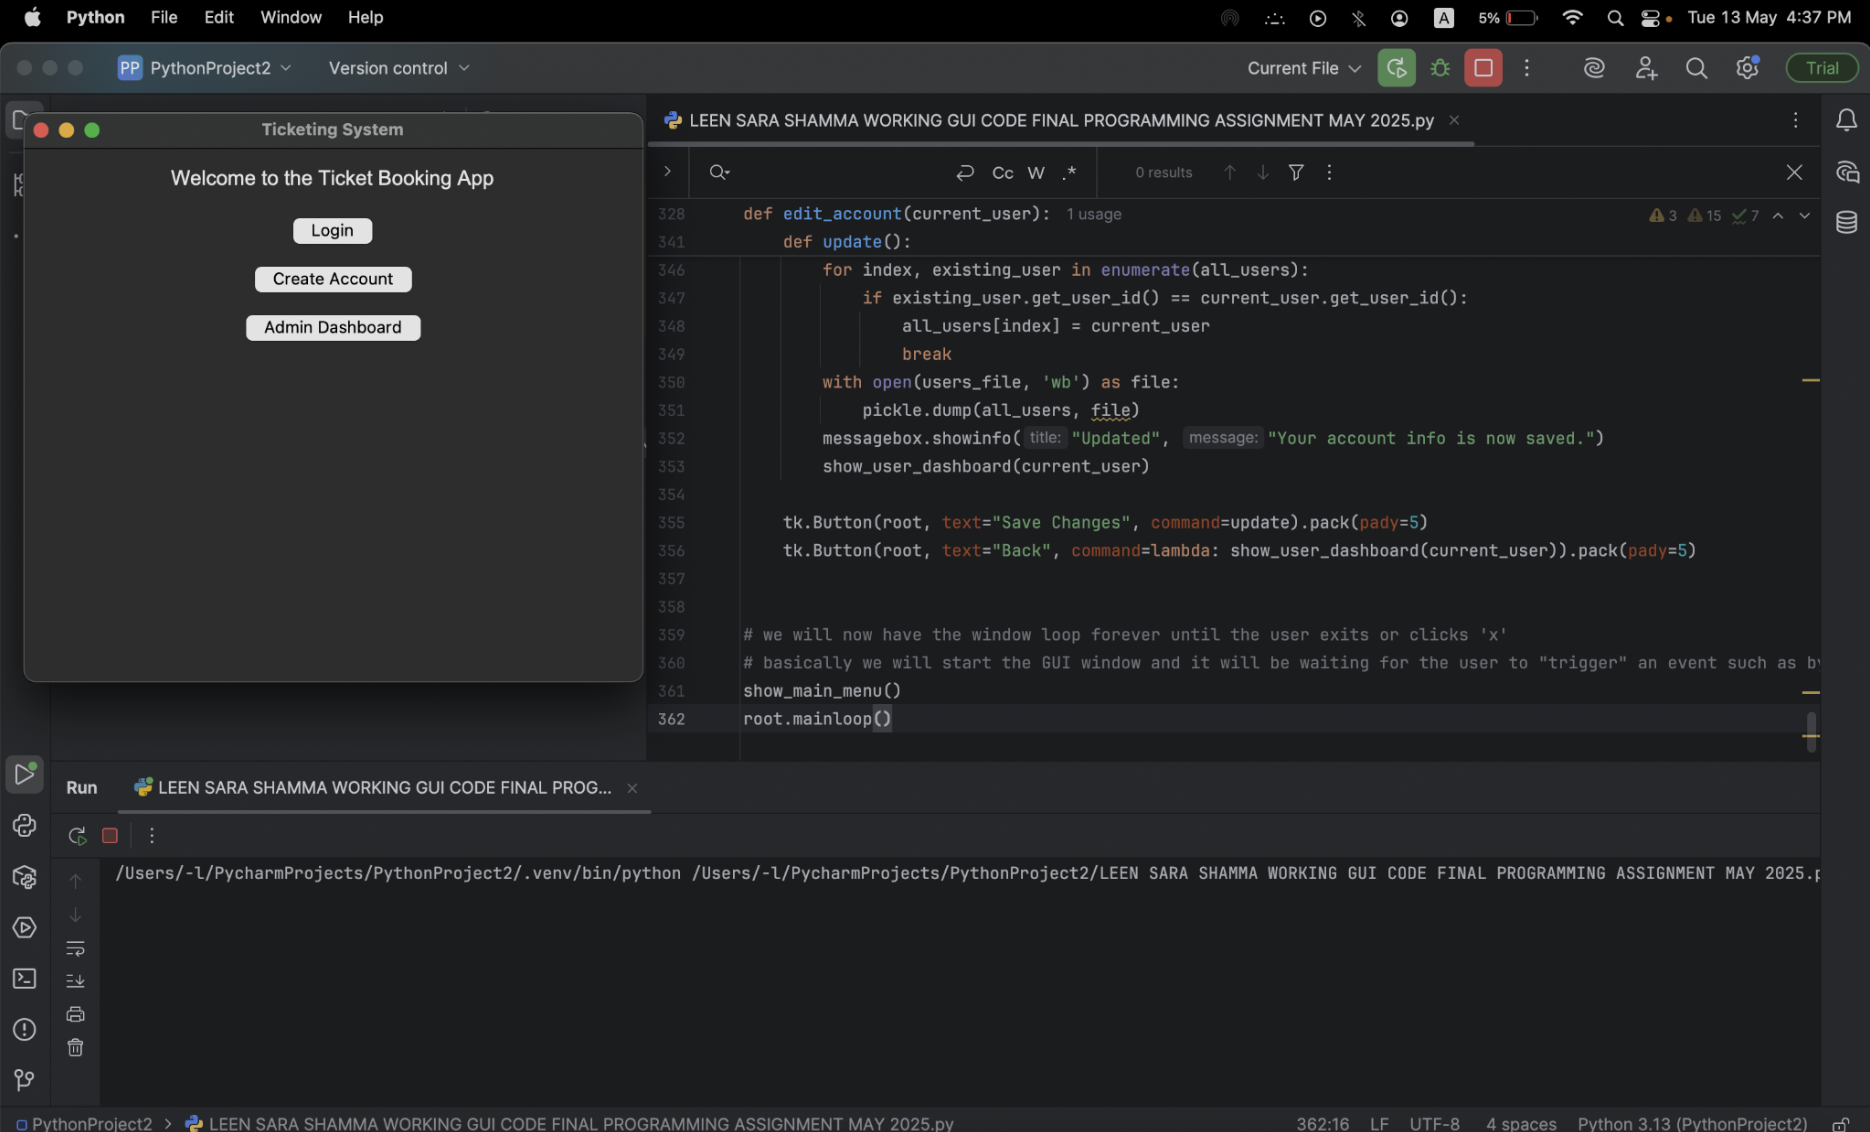 Python File Edit Window Help A 5% Tue 13 May 4:37 PM
PP PythonProject2 Version control Current File Trial
Ticketing System
Welcome to the Ticket Booking App
Login
Create Account
Admin Dashboard
LEEN SARA SHAMMA WORKING GUI CODE FINAL PROGRAMMING ASSIGNMENT MAY 2025.py
Cc W .* 0 results
328 def edit_account(current_user): 1 usage 3 15 7
341 def update():
346 for index, existing_user in enumerate(all_users):
347 if existing_user.get_user_id() == current_user.get_user_id():
348 all_users[index] = current_user
349 break
350 with open(users_file, 'wb') as file:
351 pickle.dump(all_users, file)
352 messagebox.showinfo( title: "Updated", message: "Your account info is now saved.")
353 show_user_dashboard(current_user)
354
355 tk.Button(root, text="Save Changes", command=update).pack(pady=5)
356 tk.Button(root, text="Back", command=lambda: show_user_dashboard(current_user)).pack(pady=5)
357
358
359 # we will now have the window loop forever until the user exits or clicks 'x'
360 # basically we will start the GUI window and it will be waiting for the user to "trigger" an event such as by
361 show_main_menu()
362 root.mainloop()
Run LEEN SARA SHAMMA WORKING GUI CODE FINAL PROG...
/Users/-l/PycharmProjects/PythonProject2/.venv/bin/python /Users/-l/PycharmProjects/PythonProject2/LEEN SARA SHAMMA WORKING GUI CODE FINAL PROGRAMMING ASSIGNMENT MAY 2025.p
PythonProject2 > LEEN SARA SHAMMA WORKING GUI CODE FINAL PROGRAMMING ASSIGNMENT MAY 2025.py 362:16 LF UTF-8 4 spaces Python 3.13 (PythonProject2)